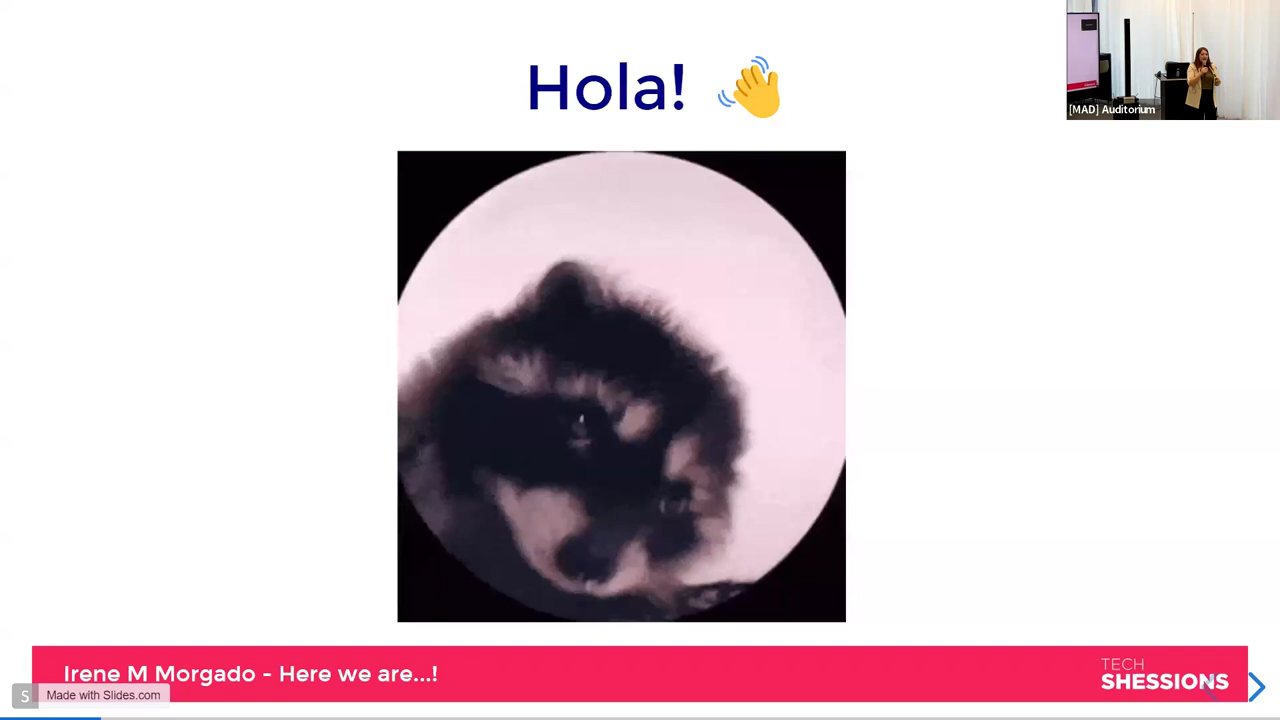 Hola! 👋
[MAD] Auditorium
Irene M Morgado - Here we are...!
TECH
SHESSIONS
S Made with Slides.com